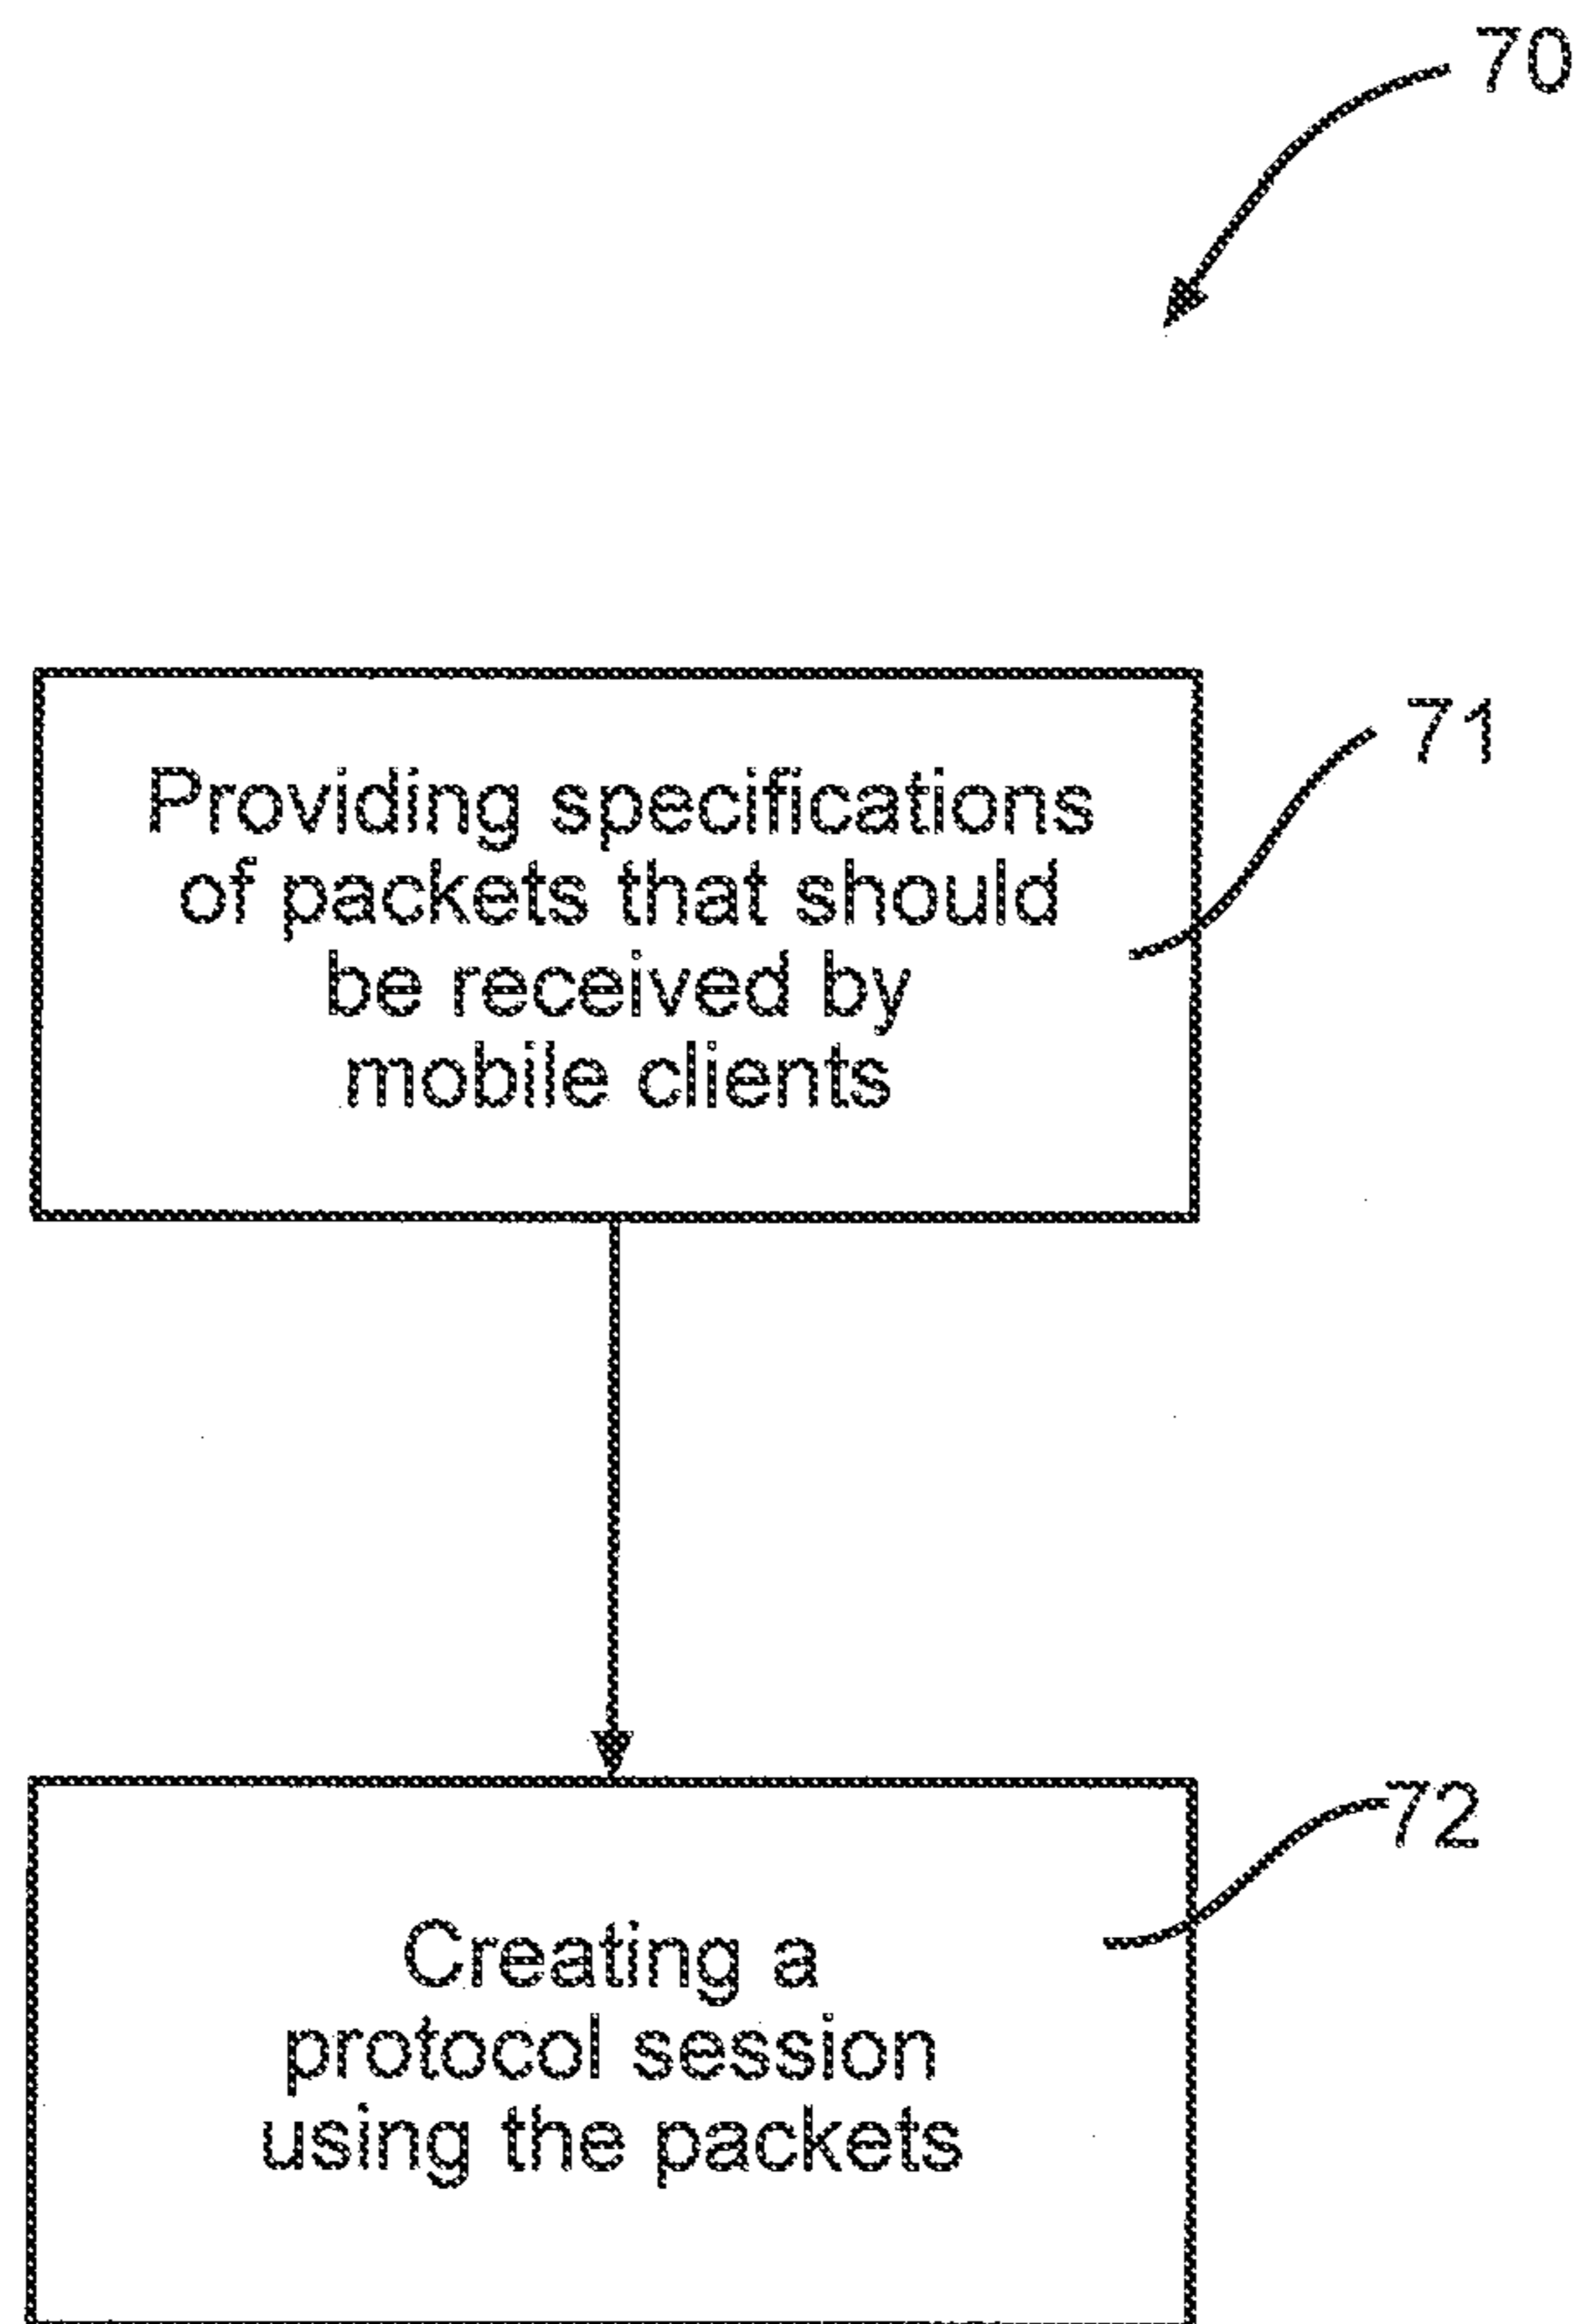 70
71
Providing specifications
of packets that should
be received by
mobile clients
72
Creating a
protocol session
using the packets